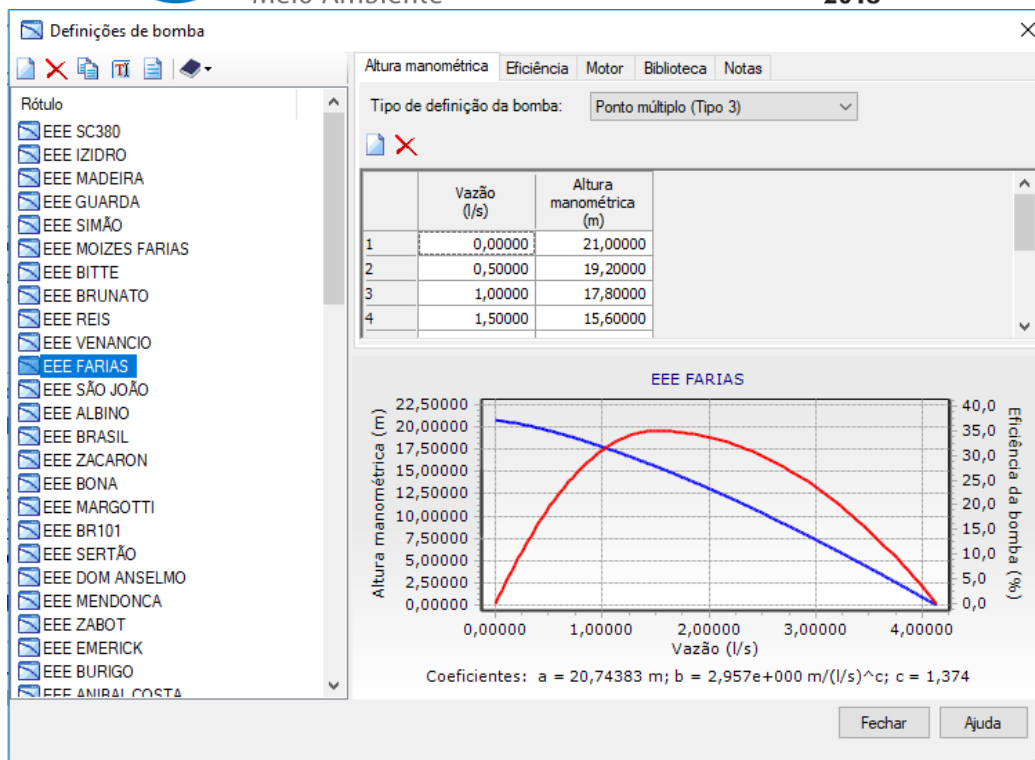 Meio Ambiente
2018
Definições de bomba
Rótulo
EEE SC380
EEE IZIDRO
EEE MADEIRA
EEE GUARDA
EEE SIMÃO
EEE MOIZES FARIAS
EEE BITTE
EEE BRUNATO
EEE REIS
EEE VENANCIO
EEE FARIAS
EEE SÃO JOÃO
EEE ALBINO
EEE BRASIL
EEE ZACARON
EEE BONA
EEE MARGOTTI
EEE BR101
EEE SERTÃO
EEE DOM ANSELMO
EEE MENDONCA
EEE ZABOT
EEE EMERICK
EEE BURIGO
EEE ANIBAL COSTA
Altura manométrica Eficiência Motor Biblioteca Notas
Tipo de definição da bomba: Ponto múltiplo (Tipo 3)
Vazão (l/s) Altura manométrica (m)
1 0,00000 21,00000
2 0,50000 19,20000
3 1,00000 17,80000
4 1,50000 15,60000
EEE FARIAS
Altura manométrica (m)
22,50000
20,00000
17,50000
15,00000
12,50000
10,00000
7,50000
5,00000
2,50000
0,00000
40,0
35,0
30,0
25,0
20,0
15,0
10,0
5,0
0,0
Eficiência da bomba (%)
0,00000 1,00000 2,00000 3,00000 4,00000
Vazão (l/s)
Coeficientes: a = 20,74383 m; b = 2,957e+000 m/(l/s)^c; c = 1,374
Fechar Ajuda